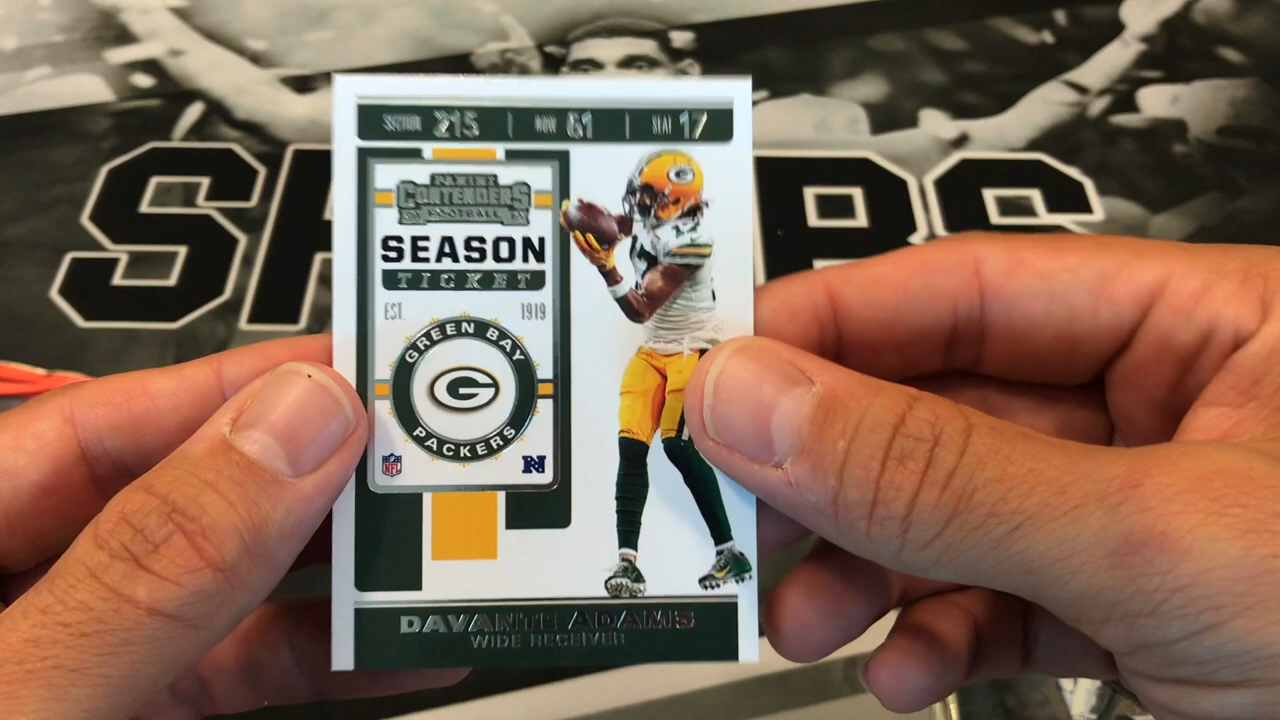 SECTION 215 | ROW 61 | SEAT 17
PANINI
CONTENDERS
FOOTBALL
SEASON
TICKET
EST. 1919
GREEN BAY
G
PACKERS
NFL
N
17
DAVANTE ADAMS
WIDE RECEIVER